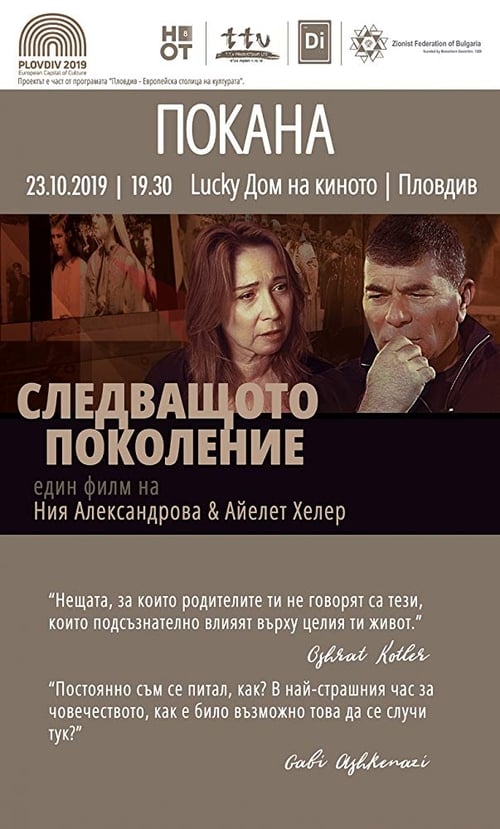 PLOVDIV 2019
European Capital of Culture
Проектът е част от програмата "Пловдив - Европейска столица на културата".
HOT 8
ttv
Di
Zionist Federation of Bulgaria
ПОКАНА
23.10.2019 | 19.30 Lucky Дом на киното | Пловдив
СЛЕДВАЩОТО
ПОКОЛЕНИЕ
един филм на
Ния Александрова & Айелет Хелер
“Нещата, за които родителите ти не говорят са тези,
които подсъзнателно влияят върху целия ти живот.”
Oshrat Kotler
“Постоянно съм се питал, как? В най-страшния час за
човечеството, как е било възможно това да се случи
тук?”
Gabi Ashkenazi